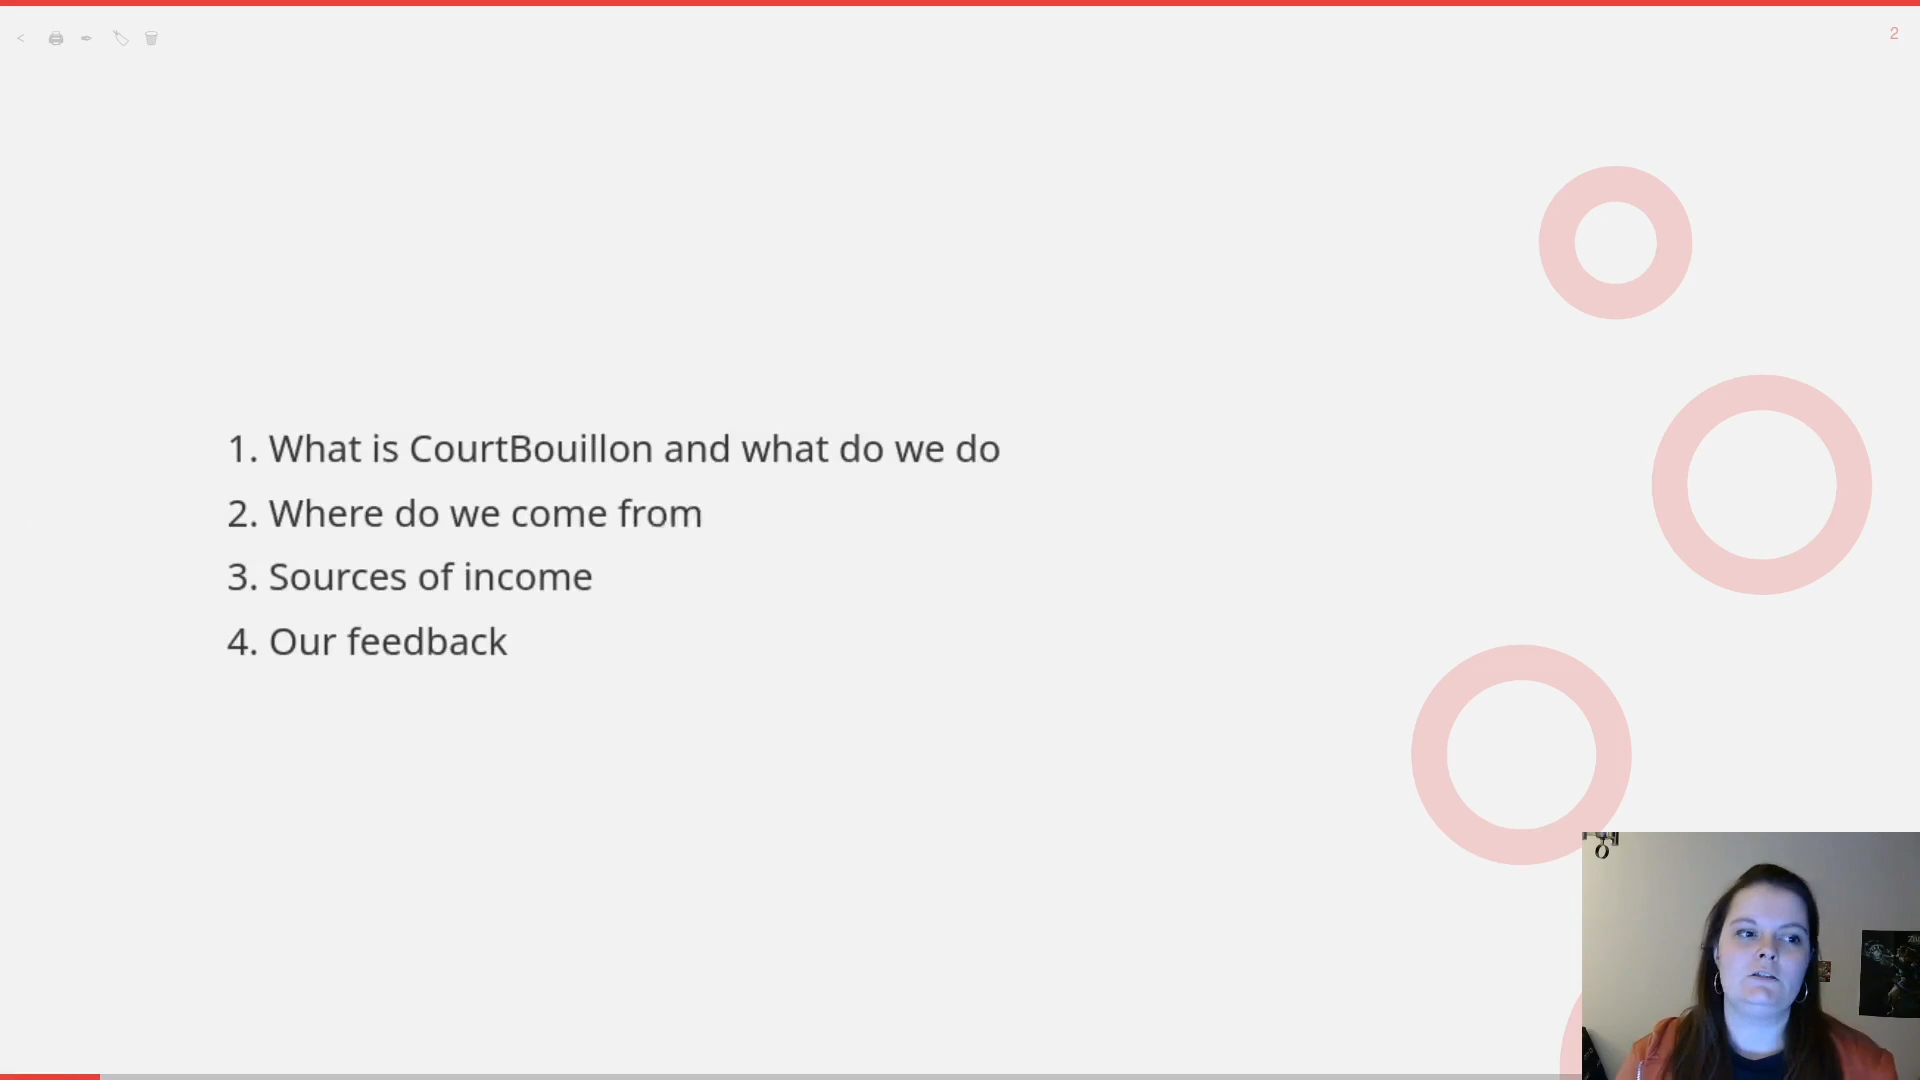 2
1. What is CourtBouillon and what do we do
2. Where do we come from
3. Sources of income
4. Our feedback